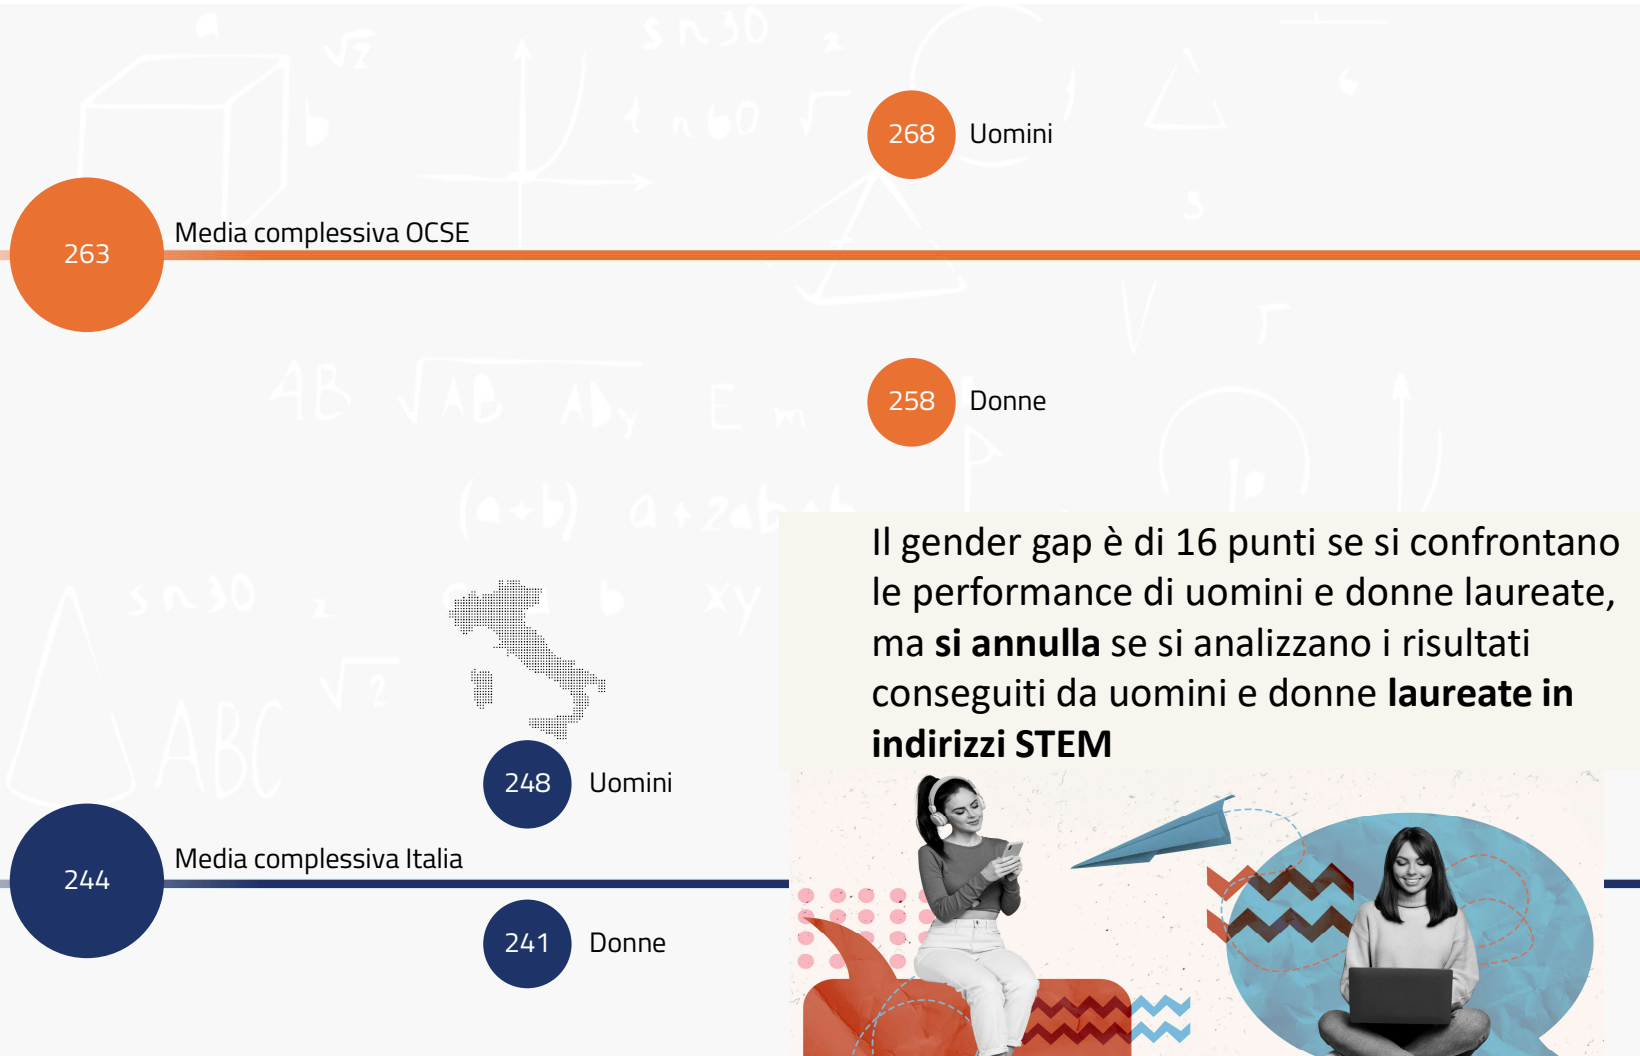 268 Uomini
Media complessiva OCSE
263
258 Donne
Il gender gap è di 16 punti se si confrontano
le performance di uomini e donne laureate,
ma si annulla se si analizzano i risultati
conseguiti da uomini e donne laureate in
indirizzi STEM
248 Uomini
Media complessiva Italia
244
241 Donne